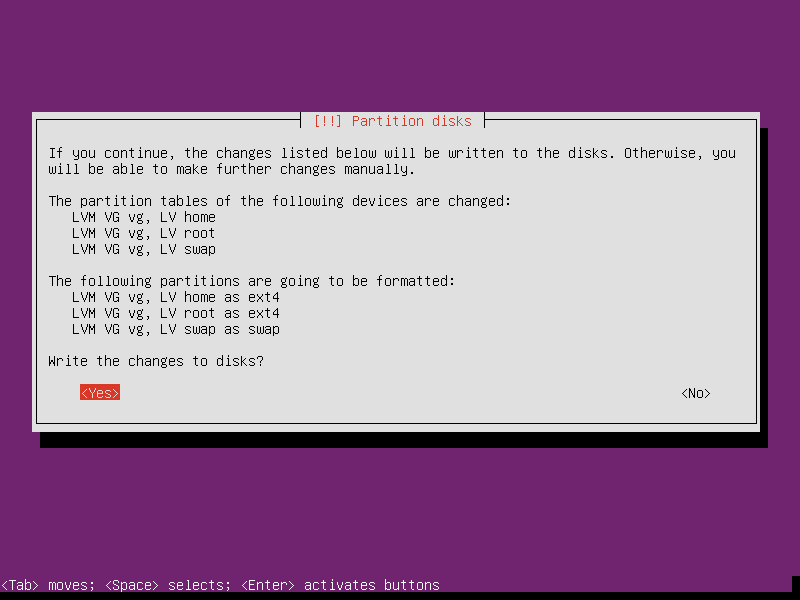 [!!] Partition disks
If you continue, the changes listed below will be written to the disks. Otherwise, you
will be able to make further changes manually.
The partition tables of the following devices are changed:
LVM VG vg, LV home
LVM VG vg, LV root
LVM VG vg, LV swap
The following partitions are going to be formatted:
LVM VG vg, LV home as ext4
LVM VG vg, LV root as ext4
LVM VG vg, LV swap as swap
Write the changes to disks?
<Yes> <No>
<Tab> moves; <Space> selects; <Enter> activates buttons